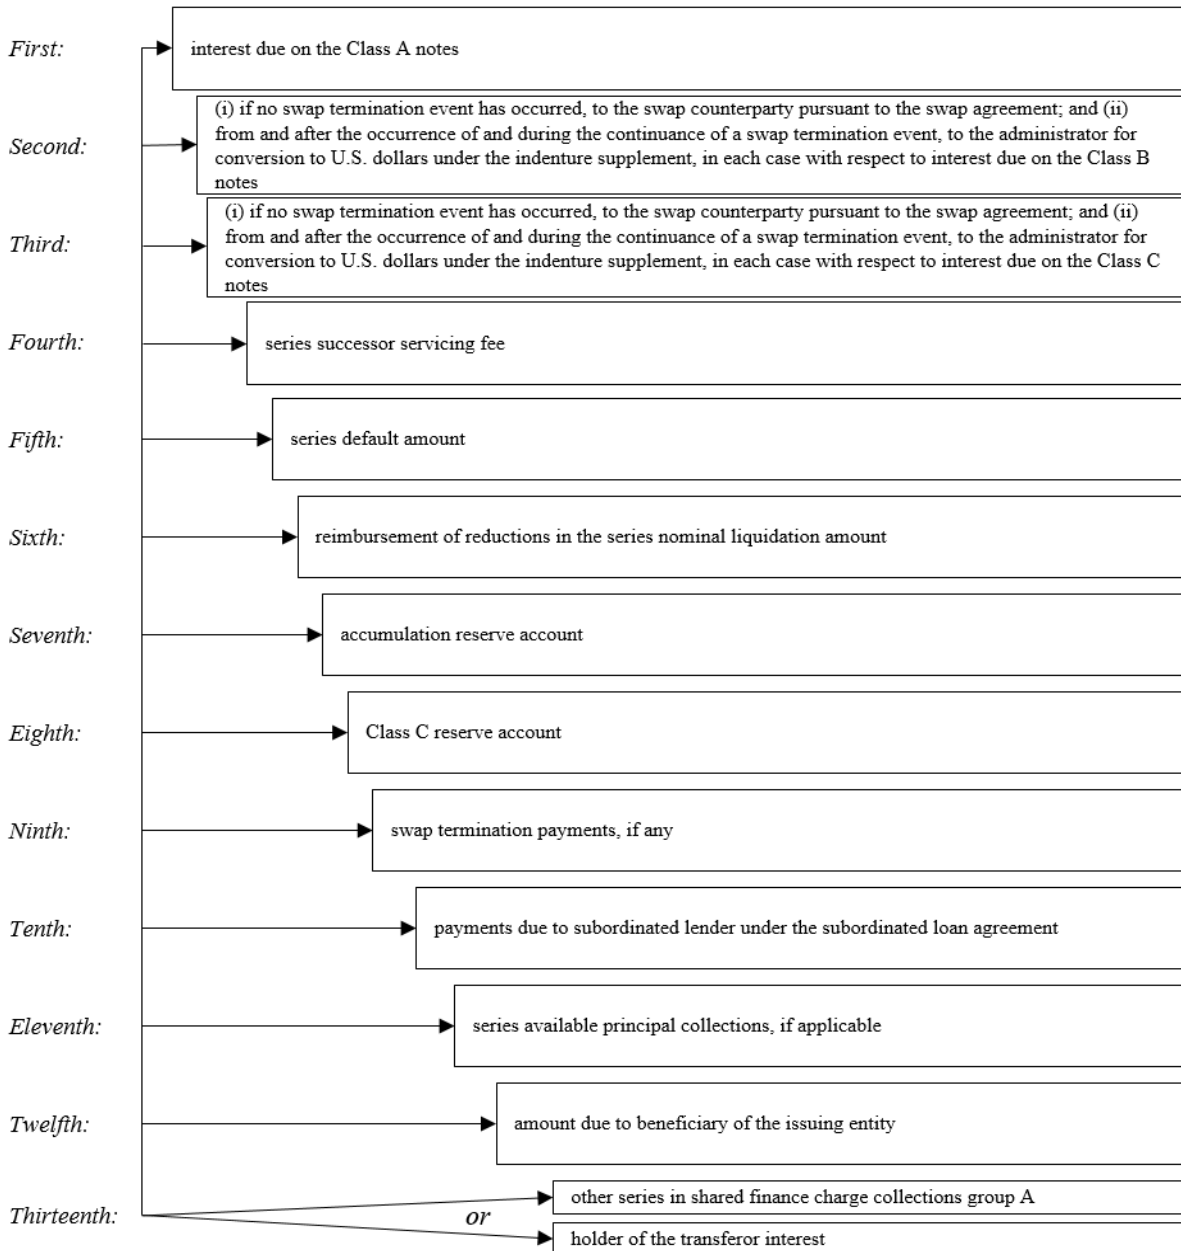 First:
interest due on the Class A notes
Second:
(i) if no swap termination event has occurred, to the swap counterparty pursuant to the swap agreement; and (ii)
from and after the occurrence of and during the continuance of a swap termination event, to the administrator for
conversion to U.S. dollars under the indenture supplement, in each case with respect to interest due on the Class B
notes
Third:
(i) if no swap termination event has occurred, to the swap counterparty pursuant to the swap agreement; and (ii)
from and after the occurrence of and during the continuance of a swap termination event, to the administrator for
conversion to U.S. dollars under the indenture supplement, in each case with respect to interest due on the Class C
notes
Fourth:
series successor servicing fee
Fifth:
series default amount
Sixth:
reimbursement of reductions in the series nominal liquidation amount
Seventh:
accumulation reserve account
Eighth:
Class C reserve account
Ninth:
swap termination payments, if any
Tenth:
payments due to subordinated lender under the subordinated loan agreement
Eleventh:
series available principal collections, if applicable
Twelfth:
amount due to beneficiary of the issuing entity
Thirteenth:
other series in shared finance charge collections group A
or
holder of the transferor interest